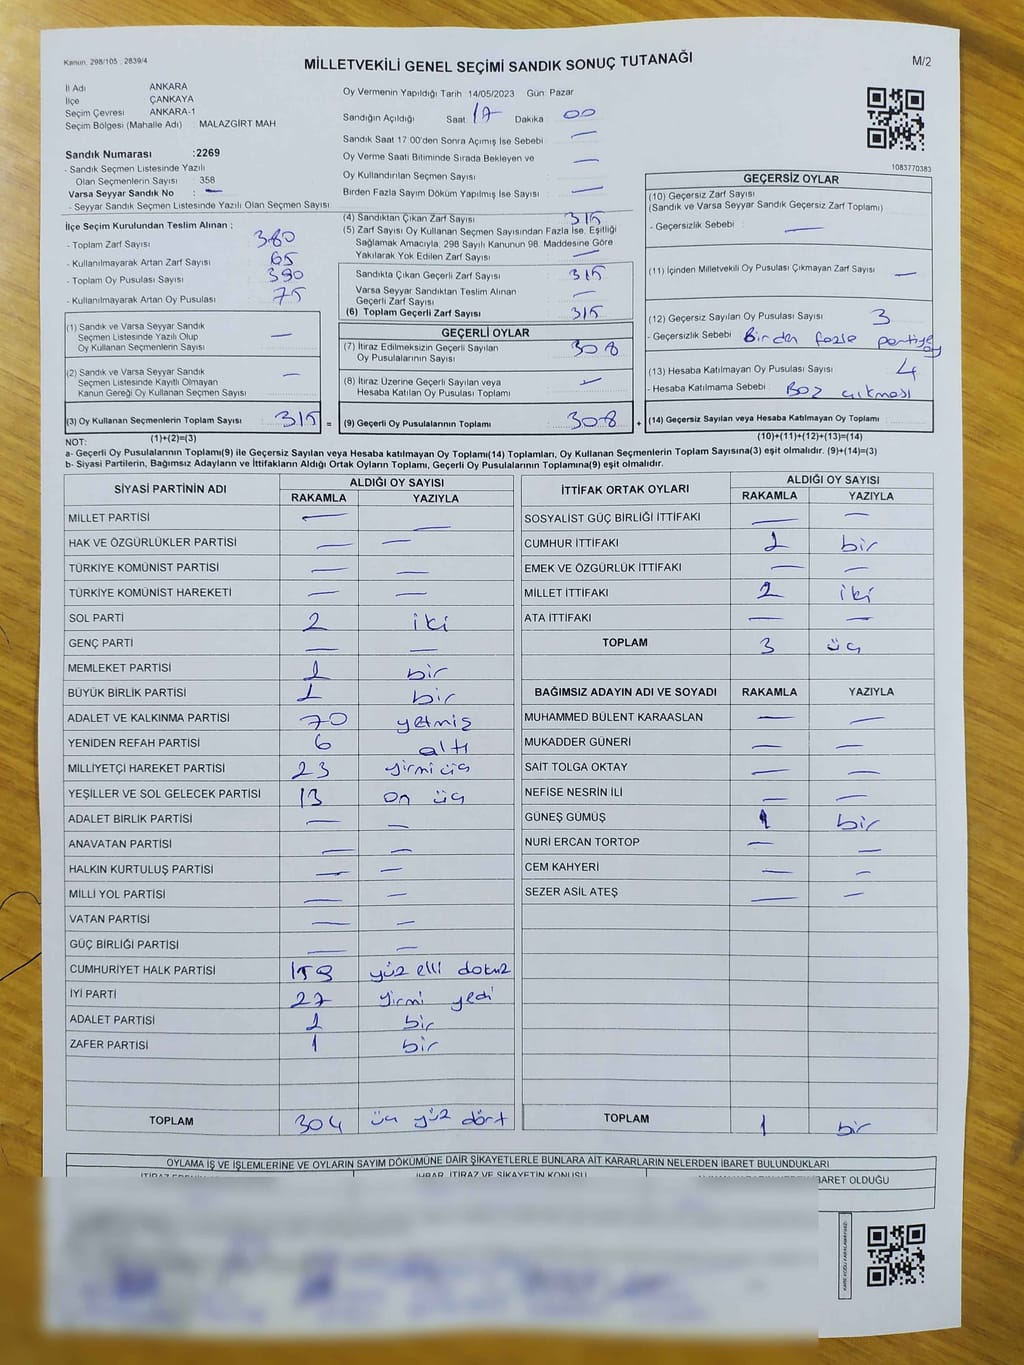 Kanun. 298/105 2839/4
MİLLETVEKİLİ GENEL SEÇİMİ SANDIK SONUÇ TUTANAĞI
M/2
İl Adı ANKARA
İlçe ÇANKAYA
Seçim Çevresi ANKARA-1
Seçim Bölgesi (Mahalle Adı) : MALAZGİRT MAH
Sandık Numarası :2269
- Sandık Seçmen Listesinde Yazılı
Olan Seçmenlerin Sayısı : 358
Varsa Seyyar Sandık No : —
- Seyyar Sandık Seçmen Listesinde Yazılı Olan Seçmen Sayısı:
Oy Vermenin Yapıldığı Tarih :14/05/2023 Gün: Pazar
Sandığın Açıldığı Saat 17 Dakika 00
Sandık Saat 17:00'den Sonra Açımış İse Sebebi —
Oy Verme Saati Bitiminde Sırada Bekleyen ve —
Oy Kullandırılan Seçmen Sayısı
Birden Fazla Sayım Döküm Yapılmış İse Sayısı —
1083770383
İlçe Seçim Kurulundan Teslim Alınan :
- Toplam Zarf Sayısı 380
- Kullanılmayarak Artan Zarf Sayısı 65
- Toplam Oy Pusulası Sayısı 390
- Kullanılmayarak Artan Oy Pusulası 75
(1) Sandık ve Varsa Seyyar Sandık —
Seçmen Listesinde Yazılı Olup
Oy Kullanan Seçmenlerin Sayısı
(2) Sandık ve Varsa Seyyar Sandık —
Seçmen Listesinde Kayıtlı Olmayan
Kanun Gereği Oy Kullanan Seçmen Sayısı
(3) Oy Kullanan Seçmenlerin Toplam Sayısı 315 =
(1)+(2)=(3)
(4) Sandıktan Çıkan Zarf Sayısı 315
(5) Zarf Sayısı Oy Kullanan Seçmen Sayısından Fazla İse, Eşitliği
Sağlamak Amacıyla, 298 Sayılı Kanunun 98. Maddesine Göre
Yakılarak Yok Edilen Zarf Sayısı —
Sandıkta Çıkan Geçerli Zarf Sayısı 315
Varsa Seyyar Sandıktan Teslim Alınan —
Geçerli Zarf Sayısı
(6) Toplam Geçerli Zarf Sayısı 315
GEÇERLİ OYLAR
(7) İtiraz Edilmeksizin Geçerli Sayılan 308
Oy Pusulalarının Sayısı
(8) İtiraz Üzerine Geçerli Sayılan veya —
Hesaba Katılan Oy Pusulaları Toplamı
(9) Geçerli Oy Pusulalarının Toplamı 308 +
GEÇERSİZ OYLAR
(10) Geçersiz Zarf Sayısı
(Sandık ve Varsa Seyyar Sandık Geçersiz Zarf Toplamı)
- Geçersizlik Sebebi : —
(11) İçinden Milletvekili Oy Pusulası Çıkmayan Zarf Sayısı —
(12) Geçersiz Sayılan Oy Pusulası Sayısı 3
- Geçersizlik Sebebi : Birden fazla partiye oy
(13) Hesaba Katılmayan Oy Pusulası Sayısı 4
- Hesaba Katılmama Sebebi Boz çıkması
(14) Geçersiz Sayılan veya Hesaba Katılmayan Oy Toplamı
(10)+(11)+(12)+(13)=(14)
NOT:
a- Geçerli Oy Pusulalarının Toplamı(9) ile Geçersiz Sayılan veya Hesaba katılmayan Oy Toplamı(14) Toplamları, Oy Kullanan Seçmenlerin Toplam Sayısına(3) eşit olmalıdır. (9)+(14)=(3)
b- Siyasi Partilerin, Bağımsız Adayların ve İttifakların Aldığı Ortak Oyların Toplamı, Geçerli Oy Pusulalarının Toplamına(9) eşit olmalıdır.
SİYASİ PARTİNİN ADI ALDIĞI OY SAYISI
RAKAMLA YAZIYLA
MİLLET PARTİSİ — —
HAK VE ÖZGÜRLÜKLER PARTİSİ — —
TÜRKİYE KOMÜNİST PARTİSİ — —
TÜRKİYE KOMÜNİST HAREKETİ — —
SOL PARTİ 2 iki
GENÇ PARTİ — —
MEMLEKET PARTİSİ 1 bir
BÜYÜK BİRLİK PARTİSİ 1 bir
ADALET VE KALKINMA PARTİSİ 70 yetmiş
YENİDEN REFAH PARTİSİ 6 altı
MİLLİYETÇİ HAREKET PARTİSİ 23 yirmi üç
YEŞİLLER VE SOL GELECEK PARTİSİ 13 on üç
ADALET BİRLİK PARTİSİ — —
ANAVATAN PARTİSİ — —
HALKIN KURTULUŞ PARTİSİ — —
MİLLİ YOL PARTİSİ — —
VATAN PARTİSİ — —
GÜÇ BİRLİĞİ PARTİSİ — —
CUMHURİYET HALK PARTİSİ 159 yüz elli dokuz
İYİ PARTİ 27 yirmi yedi
ADALET PARTİSİ 1 bir
ZAFER PARTİSİ 1 bir
TOPLAM 304 üç yüz dört
İTTİFAK ORTAK OYLARI ALDIĞI OY SAYISI
RAKAMLA YAZIYLA
SOSYALİST GÜÇ BİRLİĞİ İTTİFAKI — —
CUMHUR İTTİFAKI 1 bir
EMEK VE ÖZGÜRLÜK İTTİFAKI — —
MİLLET İTTİFAKI 2 iki
ATA İTTİFAKI — —
TOPLAM 3 üç
BAĞIMSIZ ADAYIN ADI VE SOYADI RAKAMLA YAZIYLA
MUHAMMED BÜLENT KARAASLAN — —
MUKADDER GÜNERİ — —
SAİT TOLGA OKTAY — —
NEFİSE NESRİN İLİ — —
GÜNEŞ GÜMÜŞ 1 bir
NURİ ERCAN TORTOP — —
CEM KAHYERİ — —
SEZER ASİL ATEŞ — —
TOPLAM 1 bir
OYLAMA İŞ VE İŞLEMLERİNE VE OYLARIN SAYIM DÖKÜMÜNE DAİR ŞİKAYETLERLE BUNLARA AİT KARARLARIN NELERDEN İBARET BULUNDUKLARI
İHBAR, İTİRAZ VE ŞİKAYETİN KONUSU
İBARET OLDUĞU